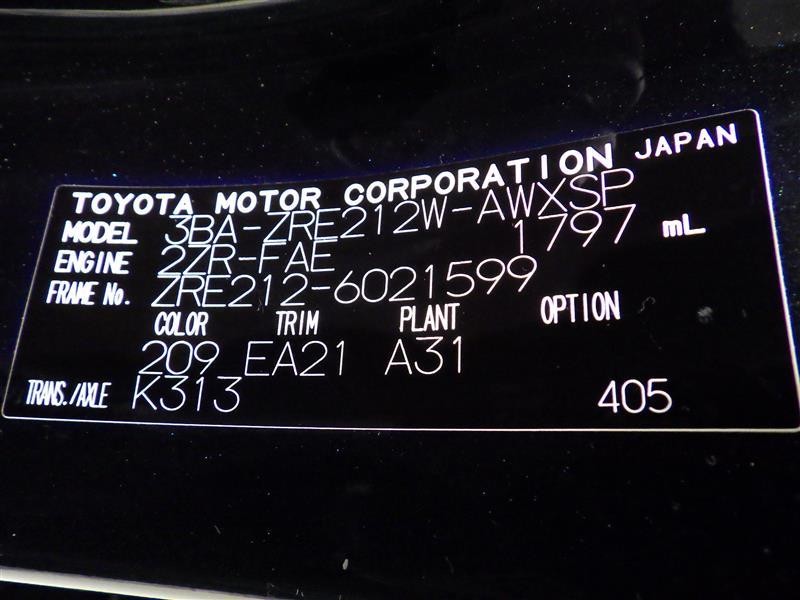 TOYOTA MOTOR CORPORATION JAPAN
MODEL 3BA-ZRE212W-AWXSP
ENGINE 2ZR-FAE 1797 mL
FRAME No. ZRE212-6021599
COLOR TRIM PLANT OPTION
209 EA21 A31
TRANS./AXLE K313 405